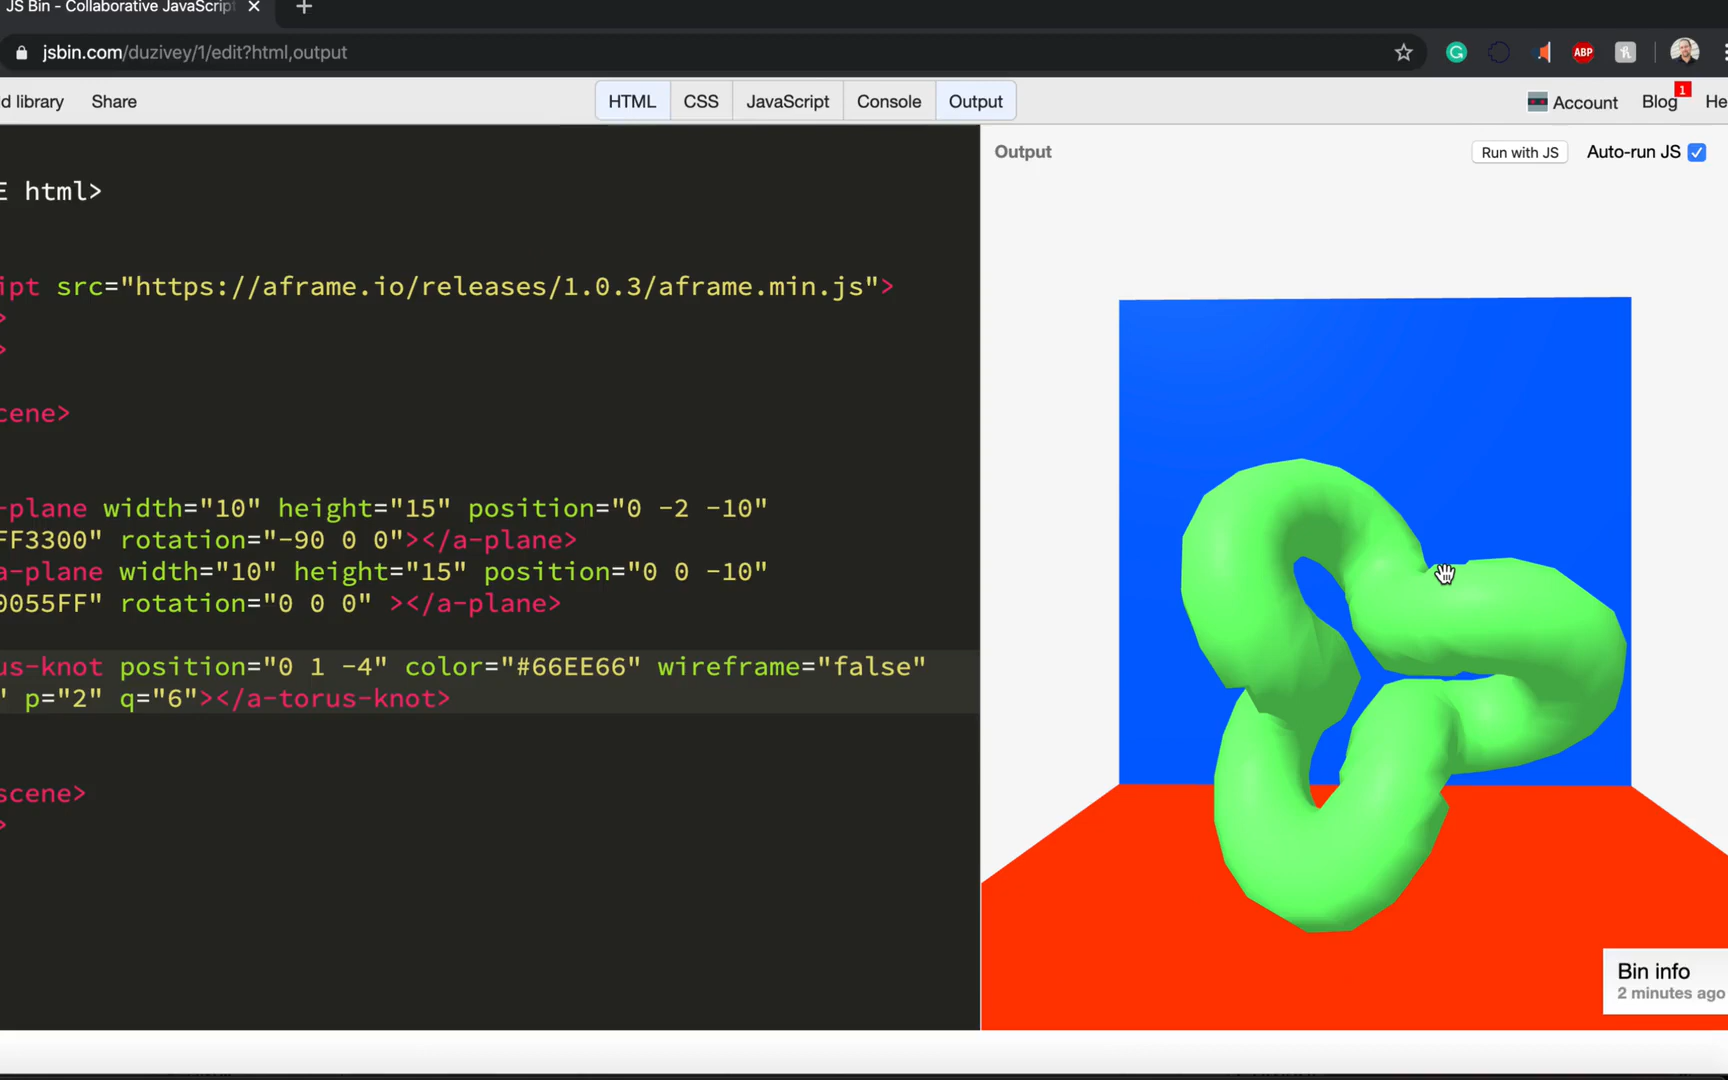 JS Bin - Collaborative JavaScript
jsbin.com/duzivey/1/edit?html,output
ABP
d library Share HTML CSS JavaScript Console Output Account Blog 1 He
Output Run with JS Auto-run JS
E html>
ipt src="https://aframe.io/releases/1.0.3/aframe.min.js">
>
>
cene>
-plane width="10" height="15" position="0 -2 -10"
FF3300" rotation="-90 0 0"></a-plane>
a-plane width="10" height="15" position="0 0 -10"
0055FF" rotation="0 0 0" ></a-plane>
us-knot position="0 1 -4" color="#66EE66" wireframe="false"
" p="2" q="6"></a-torus-knot>
scene>
>
Bin info
2 minutes ago